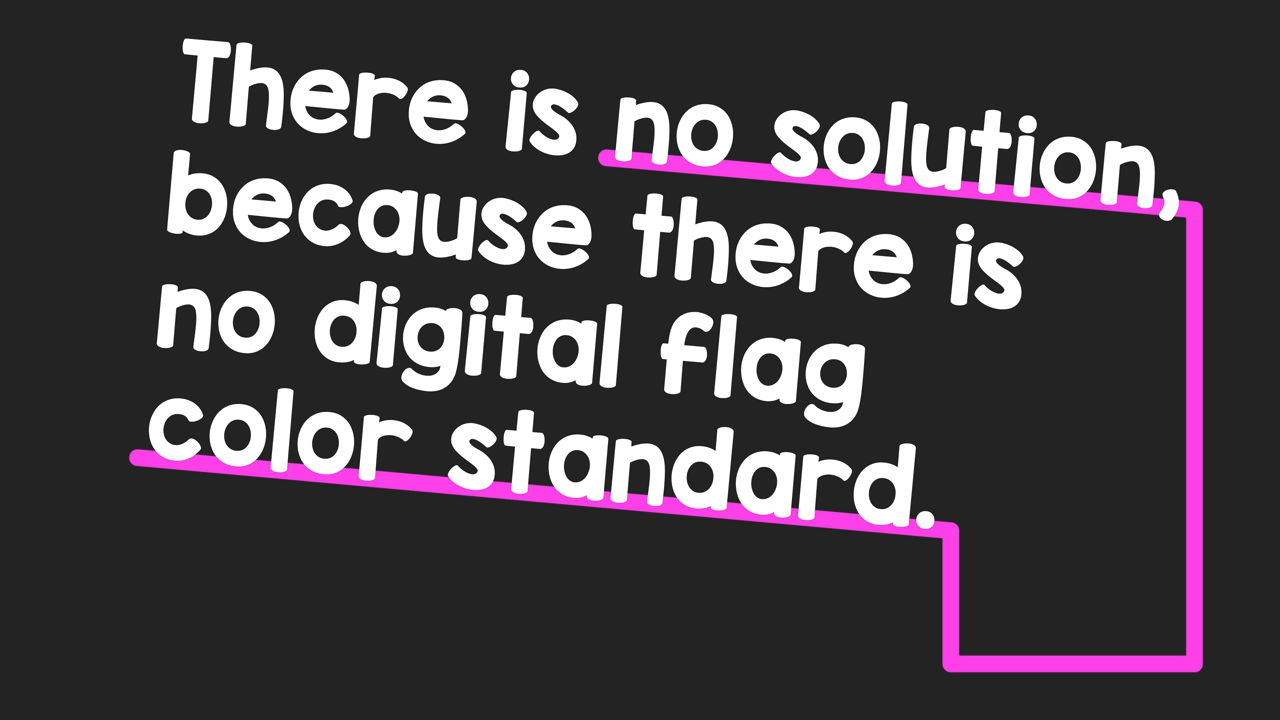 There is no solution,
because there is
no digital flag
color standard.